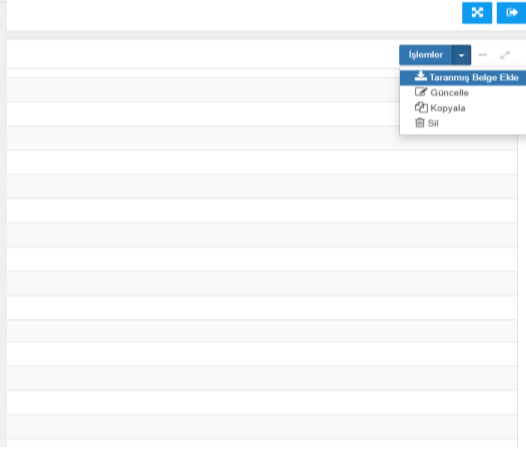 İşlemler
Taranmış Belge Ekle
Güncelle
Kopyala
Sil